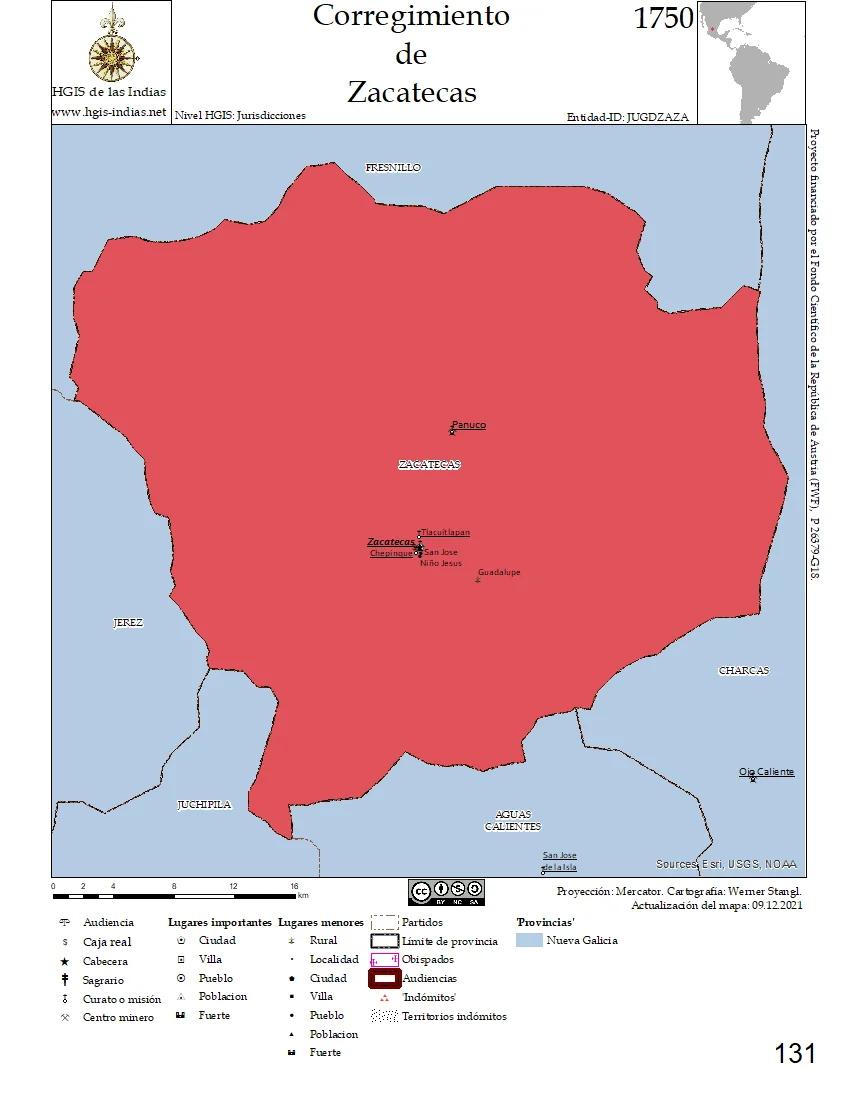 Corregimiento
de
Zacatecas
1750
HGIS de las Indias
www.hgis-indias.net
Nivel HGIS: Jurisdicciones
Entidad-ID: JUGDZAZA
Proyecto financiado por el Fondo Científico de la República de Austria (FWF), P 26379-G18.
FRESNILLO
Panuco
ZACATECAS
Tlacuitlapan
Zacatecas
Chepinque
San Jose
Niño Jesus
Guadalupe
JEREZ
CHARCAS
Ojo Caliente
JUCHIPILA
AGUAS
CALIENTES
San Jose
de la Isla
Sources: Esri, USGS, NOAA
0 2 4 8 12 16
km
cc
BY NC SA
Proyección: Mercator. Cartografía: Werner Stangl.
Actualización del mapa: 09.12.2021
Audiencia
Caja real
Cabecera
Sagrario
Curato o misión
Centro minero
Lugares importantes
Ciudad
Villa
Pueblo
Poblacion
Fuerte
Lugares menores
Rural
Localidad
Ciudad
Villa
Pueblo
Poblacion
Fuerte
Partidos
Límite de provincia
Obispados
Audiencias
'Indómitos'
Territorios indómitos
'Provincias'
Nueva Galicia
131